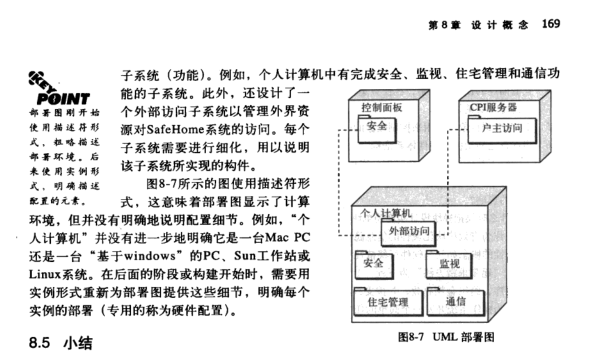 第8章 设计概念 169
子系统（功能）。例如，个人计算机中有完成安全、监视、住宅管理和通信功
能的子系统。此外，还设计了一
个外部访问子系统以管理外界资
源对SafeHome系统的访问。每个
子系统需要进行细化，用以说明
该子系统所实现的构件。
图8-7所示的图使用描述符形
式，这意味着部署图显示了计算
环境，但并没有明确地说明配置细节。例如，“个
人计算机”并没有进一步地明确它是一台Mac PC
还是一台“基于windows”的PC、Sun工作站或
Linux系统。在后面的阶段或构建开始时，需要用
实例形式重新为部署图提供这些细节，明确每个
实例的部署（专用的称为硬件配置）。
KEY
POINT
部署图刚开始
使用描述符形
式，粗略描述
部署环境。后
来使用实例形
式，明确描述
配置的元素。
控制面板
安全
CPI服务器
户主访问
个人计算机
外部访问
安全
监视
住宅管理
通信
图8-7 UML 部署图
8.5 小结